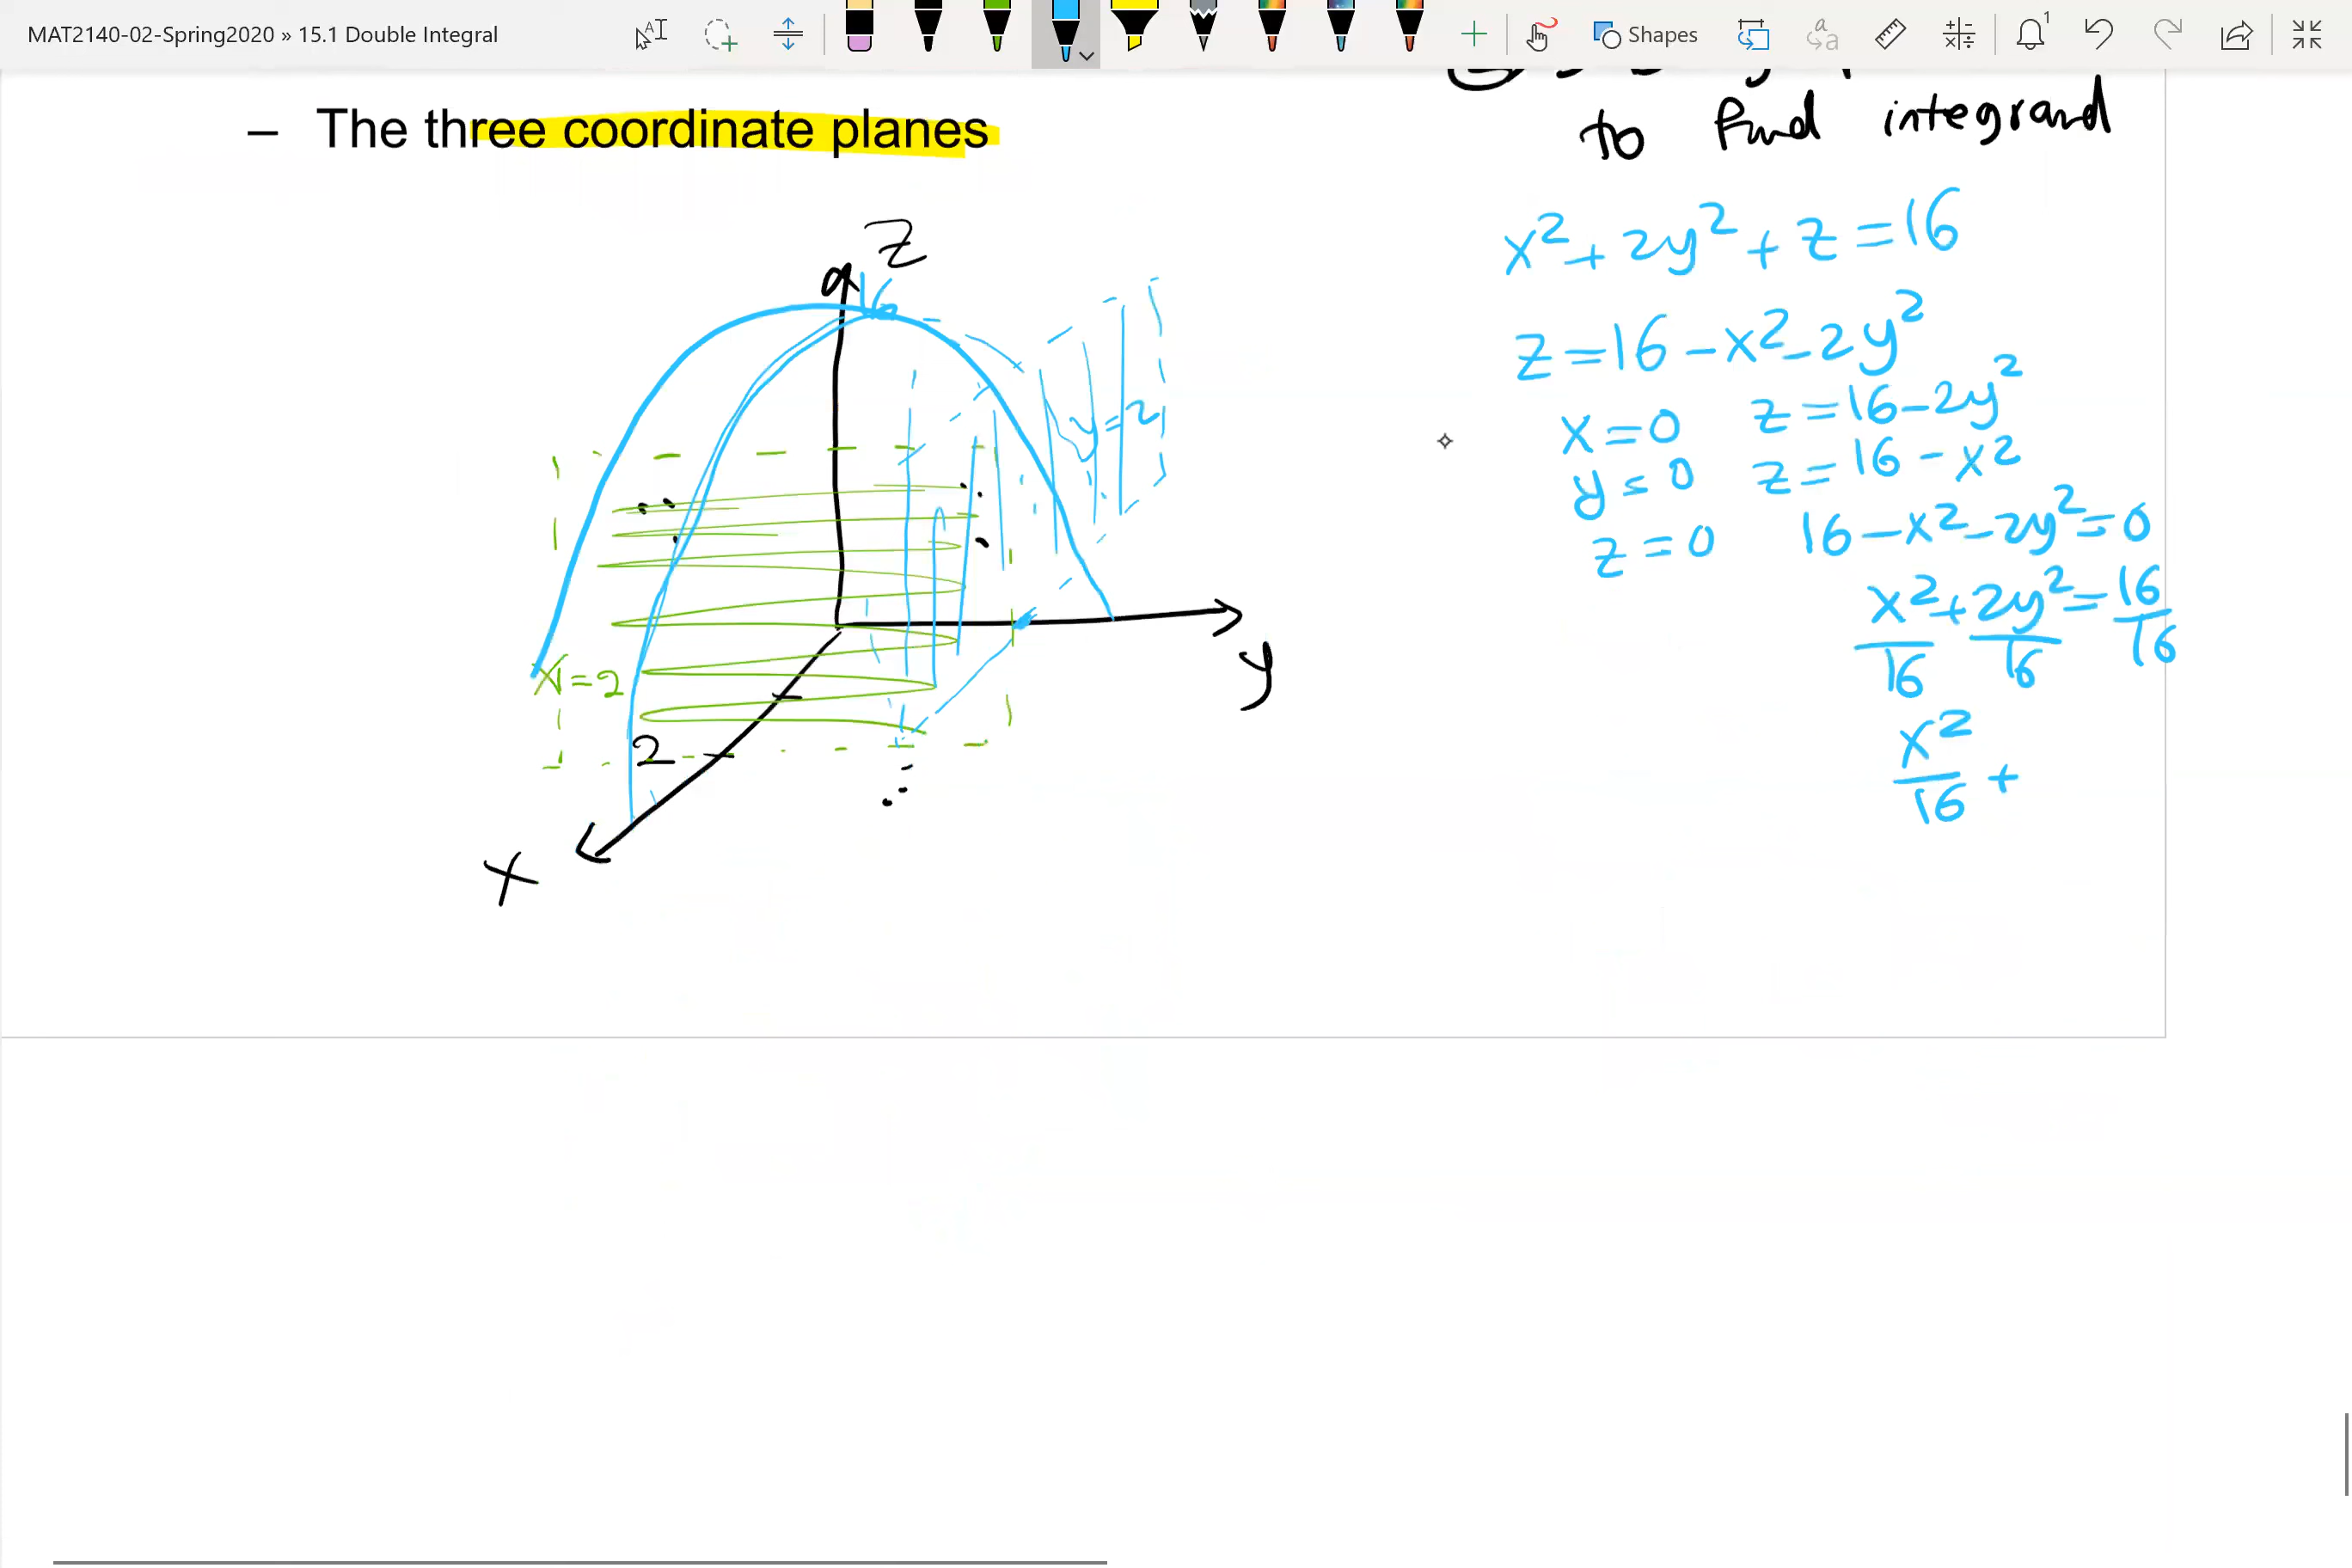 MAT2140-02-Spring2020 » 15.1 Double Integral
Shapes
1
– The three coordinate planes
to find integrand
x² + 2y² + z = 16
z = 16 - x² - 2y²
x = 0 z = 16 - 2y²
y = 0 z = 16 - x²
z = 0 16 - x² - 2y² = 0
x²/16 + 2y²/16 = 16/16
x²/16 +
z
16
y = 2
y
x = 2
2
x